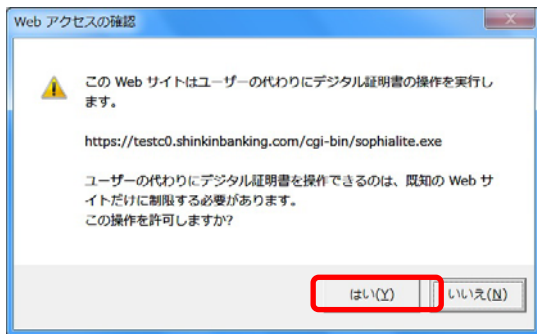 Web アクセスの確認
この Web サイトはユーザーの代わりにデジタル証明書の操作を実行し
ます。
https://testc0.shinkinbanking.com/cgi-bin/sophialite.exe
ユーザーの代わりにデジタル証明書を操作できるのは、既知の Web サ
イトだけに制限する必要があります。
この操作を許可しますか?
はい(Y) いいえ(N)